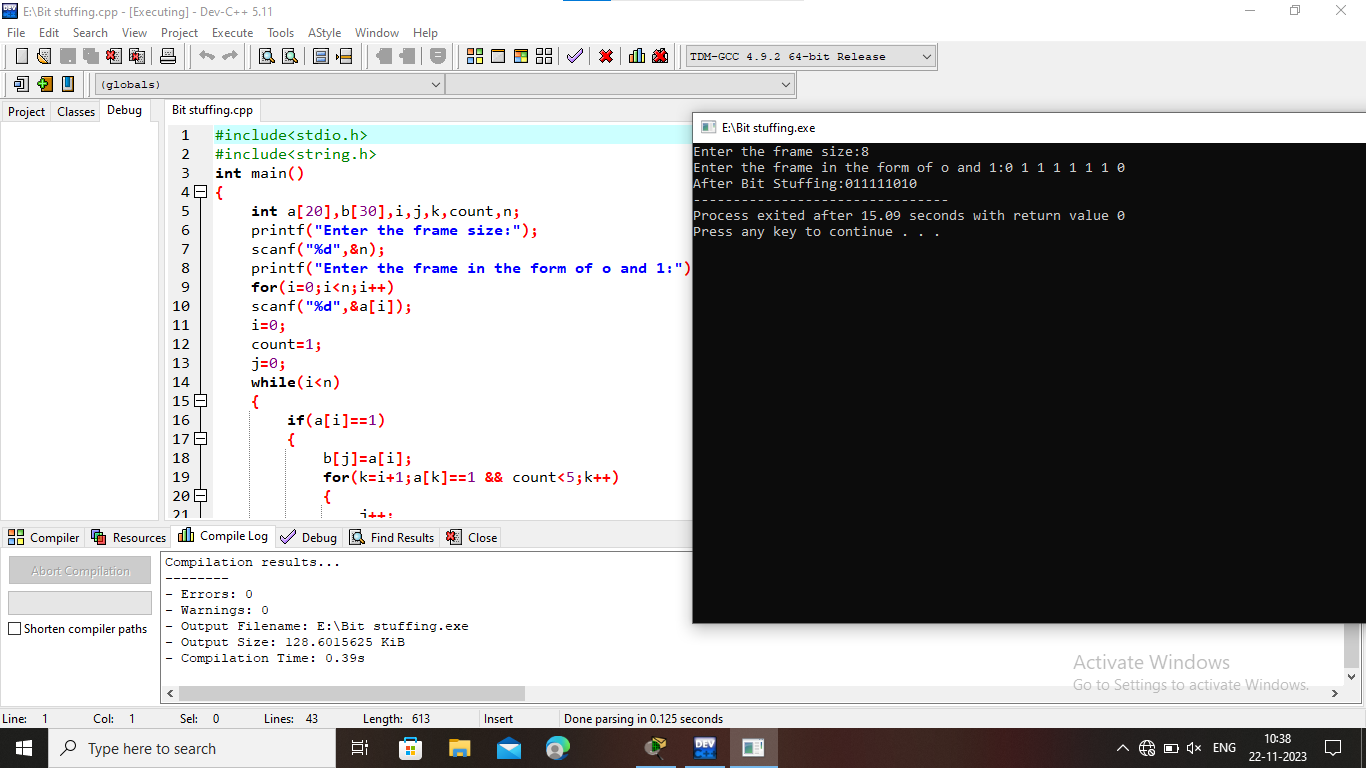 E:\Bit stuffing.cpp - [Executing] - Dev-C++ 5.11
File Edit Search View Project Execute Tools AStyle Window Help
TDM-GCC 4.9.2 64-bit Release
(globals)
Project Classes Debug
Bit stuffing.cpp
1 #include<stdio.h>
2 #include<string.h>
3 int main()
4 {
5 int a[20],b[30],i,j,k,count,n;
6 printf("Enter the frame size:");
7 scanf("%d",&n);
8 printf("Enter the frame in the form of o and 1:")
9 for(i=0;i<n;i++)
10 scanf("%d",&a[i]);
11 i=0;
12 count=1;
13 j=0;
14 while(i<n)
15 {
16 if(a[i]==1)
17 {
18 b[j]=a[i];
19 for(k=i+1;a[k]==1 && count<5;k++)
20 {
21 j++;
E:\Bit stuffing.exe
Enter the frame size:8
Enter the frame in the form of o and 1:0 1 1 1 1 1 1 0
After Bit Stuffing:011111010
--------------------------------
Process exited after 15.09 seconds with return value 0
Press any key to continue . . .
Compiler Resources Compile Log Debug Find Results Close
Abort Compilation
Shorten compiler paths
Compilation results...
--------
- Errors: 0
- Warnings: 0
- Output Filename: E:\Bit stuffing.exe
- Output Size: 128.6015625 KiB
- Compilation Time: 0.39s
Activate Windows
Go to Settings to activate Windows.
Line: 1 Col: 1 Sel: 0 Lines: 43 Length: 613 Insert Done parsing in 0.125 seconds
Type here to search
DEV
ENG
10:38
22-11-2023